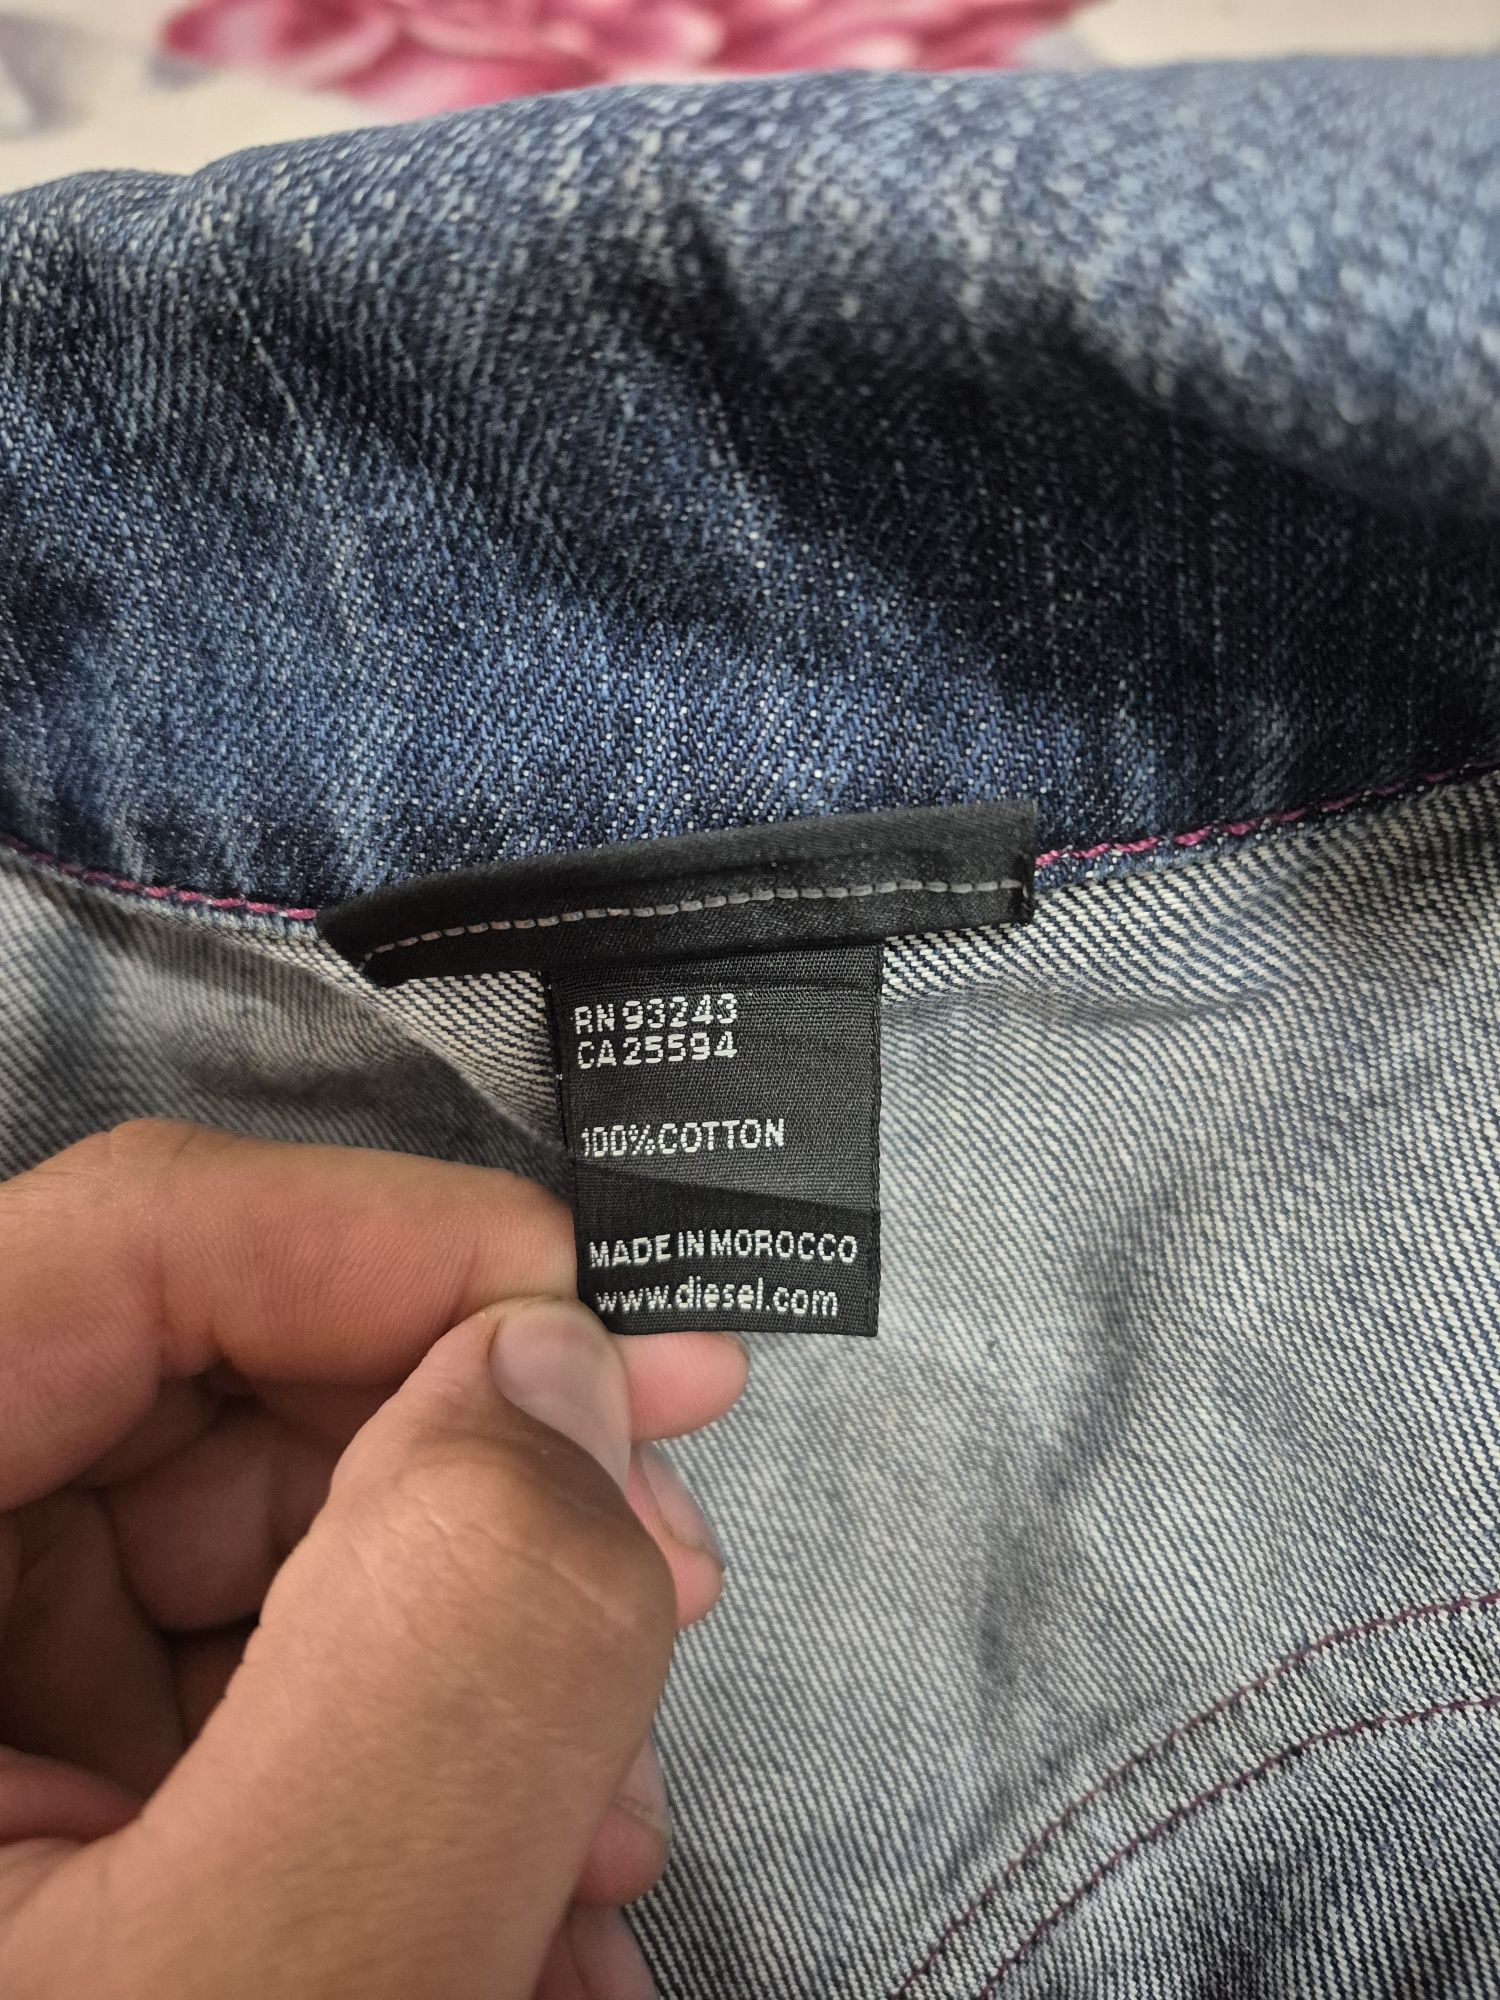 RN 93243
CA 25594
100% COTTON
MADE IN MOROCCO
www.diesel.com